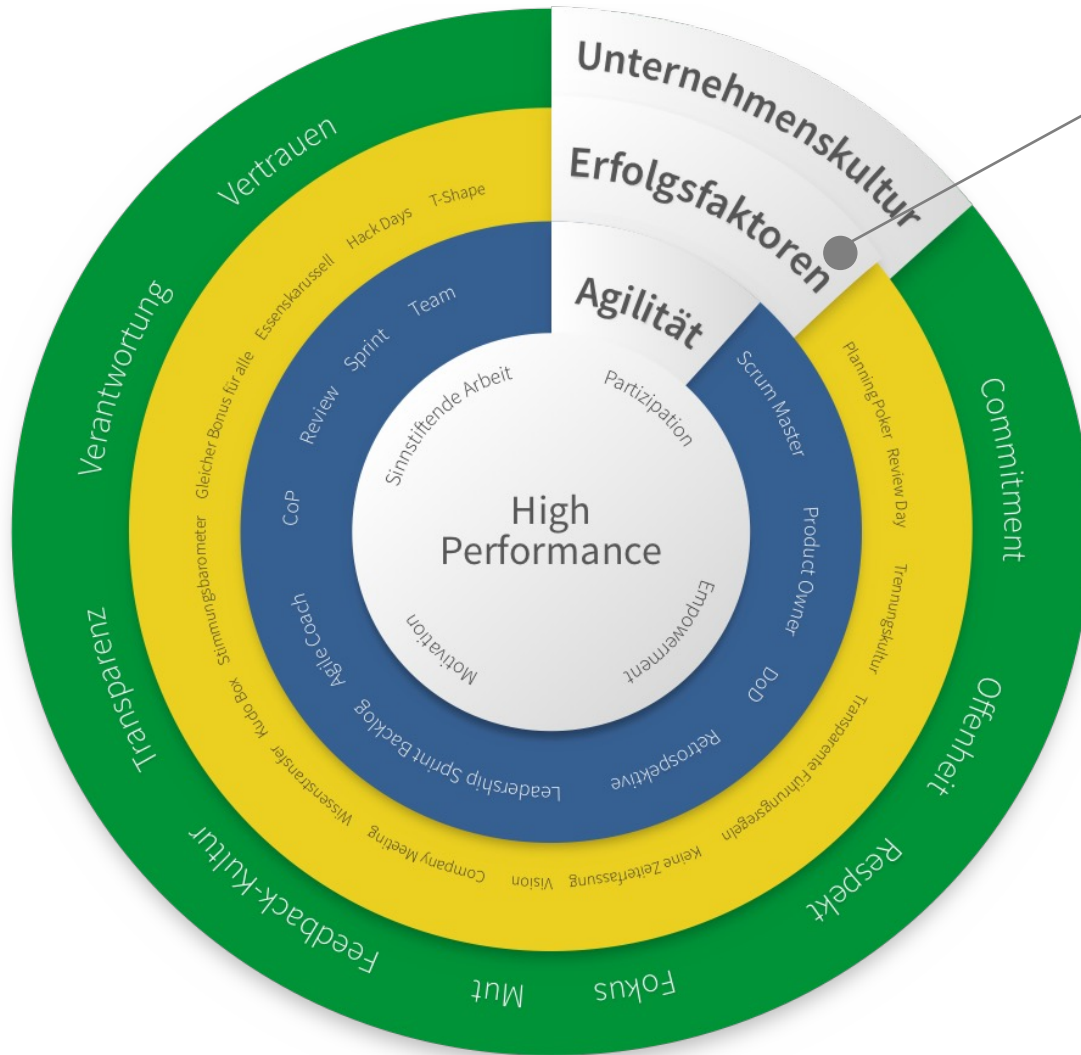 Unternehmenskultur
Erfolgsfaktoren
Agilität
High
Performance
Partizipation
Empowerment
Motivation
Sinnstiftende Arbeit
Scrum Master
Product Owner
DoD
Retrospektive
Leadership Sprint Backlog
Agile Coach
CoP
Review
Sprint
Team
Planning Poker
Review Day
Trennungskultur
Transparente Führungsregeln
Keine Zeiterfassung
Vision
Company Meeting
Wissenstransfer
Kudo Box
Stimmungsbarometer
Gleicher Bonus für alle
Essenskarussell
Hack Days
T-Shape
Commitment
Offenheit
Respekt
Fokus
Mut
Feedback-Kultur
Transparenz
Verantwortung
Vertrauen